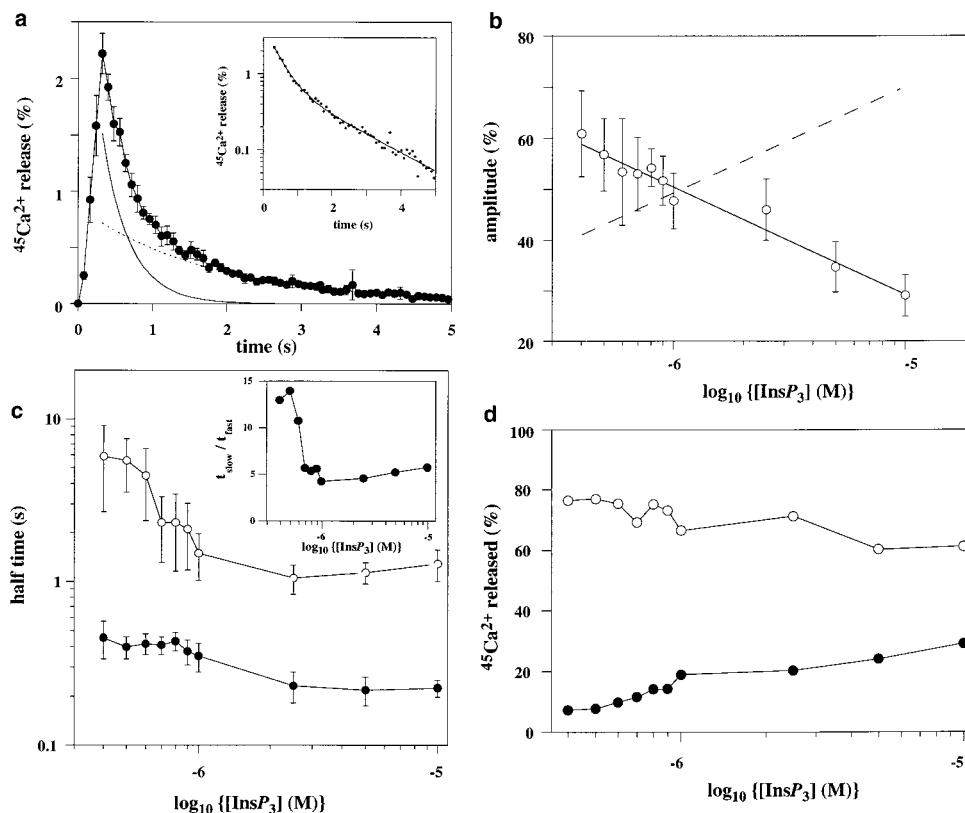 a
⁴⁵Ca²⁺ release (%)
2
1
0
0 1 2 3 4 5
time (s)
⁴⁵Ca²⁺ release (%)
1
0.1
0 2 4
time (s)
b
amplitude (%)
80
60
40
20
-6 -5
log₁₀ {[InsP₃] (M)}
c
half time (s)
10
1
0.1
-6 -5
log₁₀ {[InsP₃] (M)}
t_slow / t_fast
15
10
5
0
-6 -5
log₁₀ {[InsP₃] (M)}
d
⁴⁵Ca²⁺ released (%)
100
80
60
40
20
0
-6 -5
log₁₀ {[InsP₃] (M)}